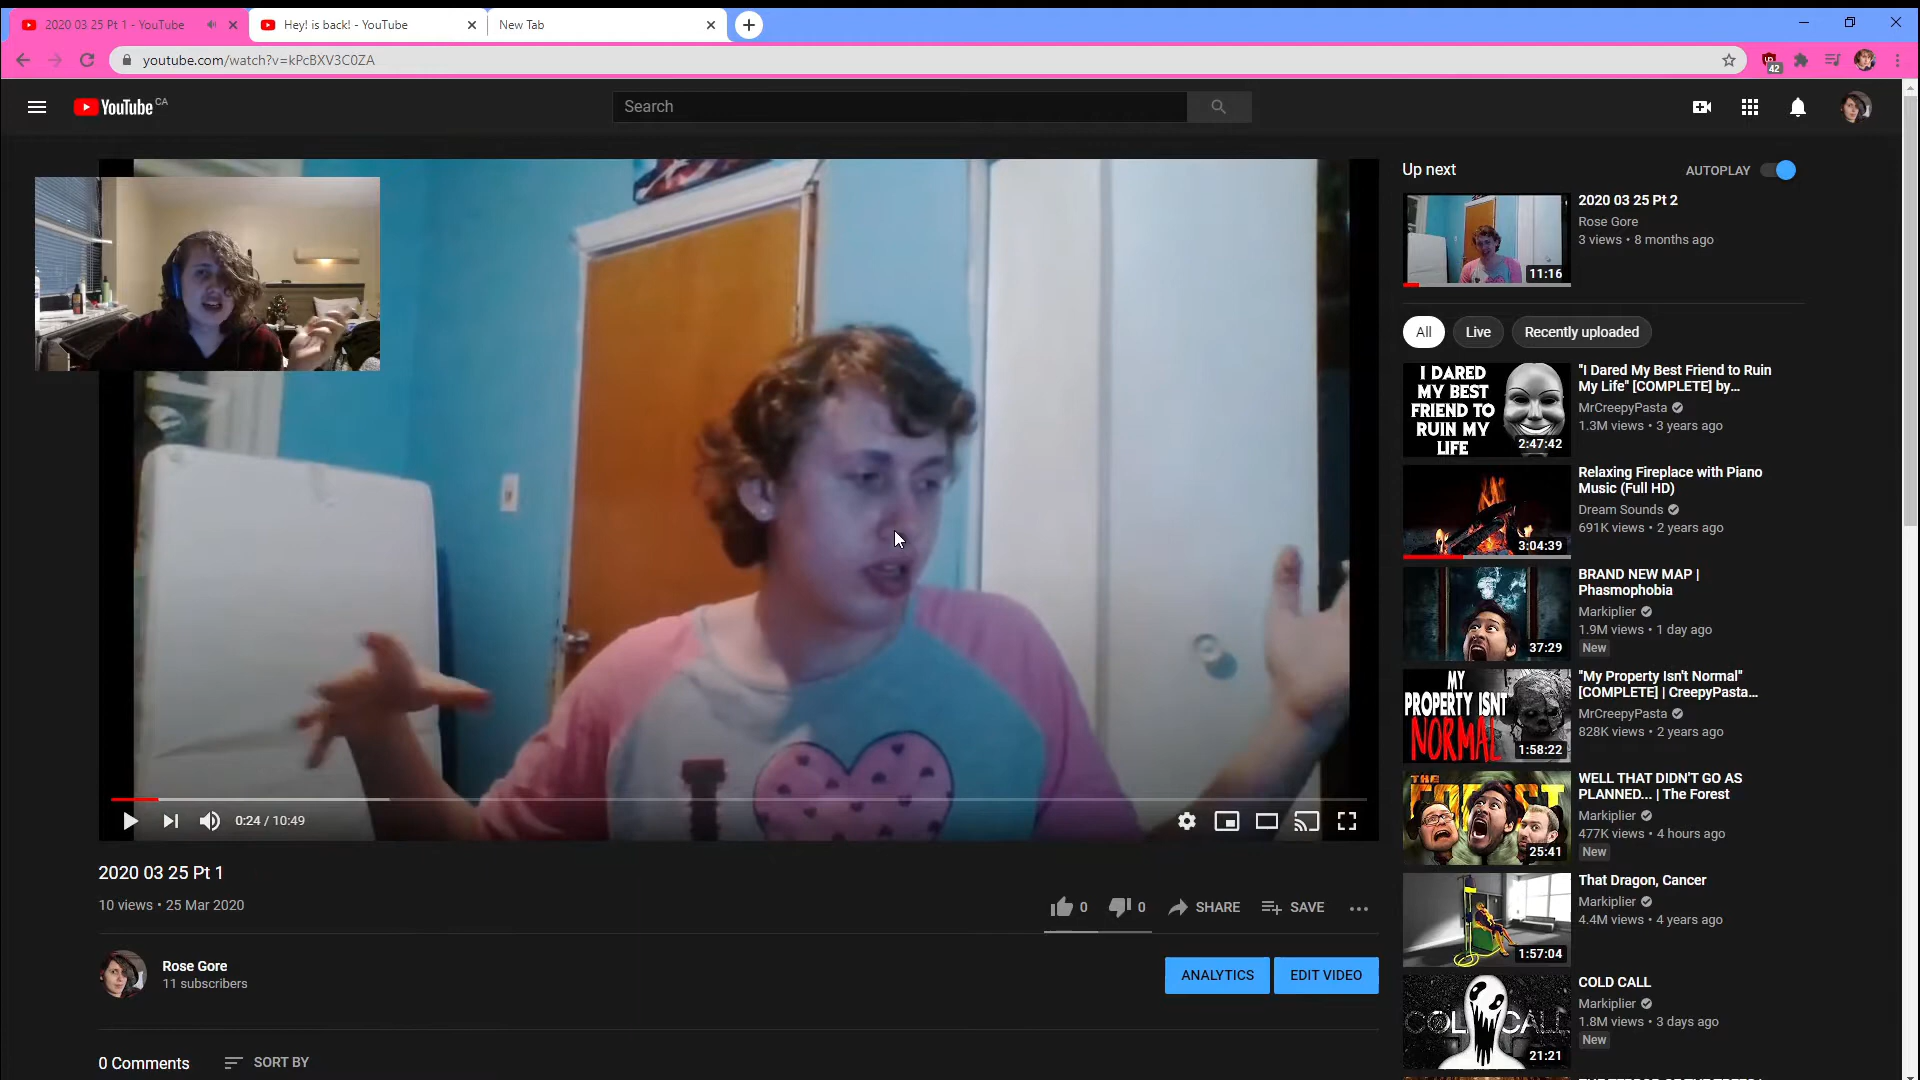 2020 03 25 Pt 1 - YouTube
Hey! is back! - YouTube
New Tab
youtube.com/watch?v=kPcBXV3C0ZA
42
YouTube CA
Search
Up next
AUTOPLAY
2020 03 25 Pt 2
Rose Gore
3 views • 8 months ago
11:16
All
Live
Recently uploaded
I DARED
MY BEST
FRIEND TO
RUIN MY
LIFE
2:47:42
"I Dared My Best Friend to Ruin
My Life" [COMPLETE] by...
MrCreepyPasta
1.3M views • 3 years ago
3:04:39
Relaxing Fireplace with Piano
Music (Full HD)
Dream Sounds
691K views • 2 years ago
37:29
BRAND NEW MAP |
Phasmophobia
Markiplier
1.9M views • 1 day ago
New
MY
PROPERTY ISNT
NORMAL
1:58:22
"My Property Isn't Normal"
[COMPLETE] | CreepyPasta...
MrCreepyPasta
828K views • 2 years ago
THE
FOREST
25:41
WELL THAT DIDN'T GO AS
PLANNED... | The Forest
Markiplier
477K views • 4 hours ago
New
1:57:04
That Dragon, Cancer
Markiplier
4.4M views • 4 years ago
COLD CALL
21:21
COLD CALL
Markiplier
1.8M views • 3 days ago
New
0:24 / 10:49
2020 03 25 Pt 1
10 views • 25 Mar 2020
0
0
SHARE
SAVE
Rose Gore
11 subscribers
ANALYTICS
EDIT VIDEO
0 Comments
SORT BY